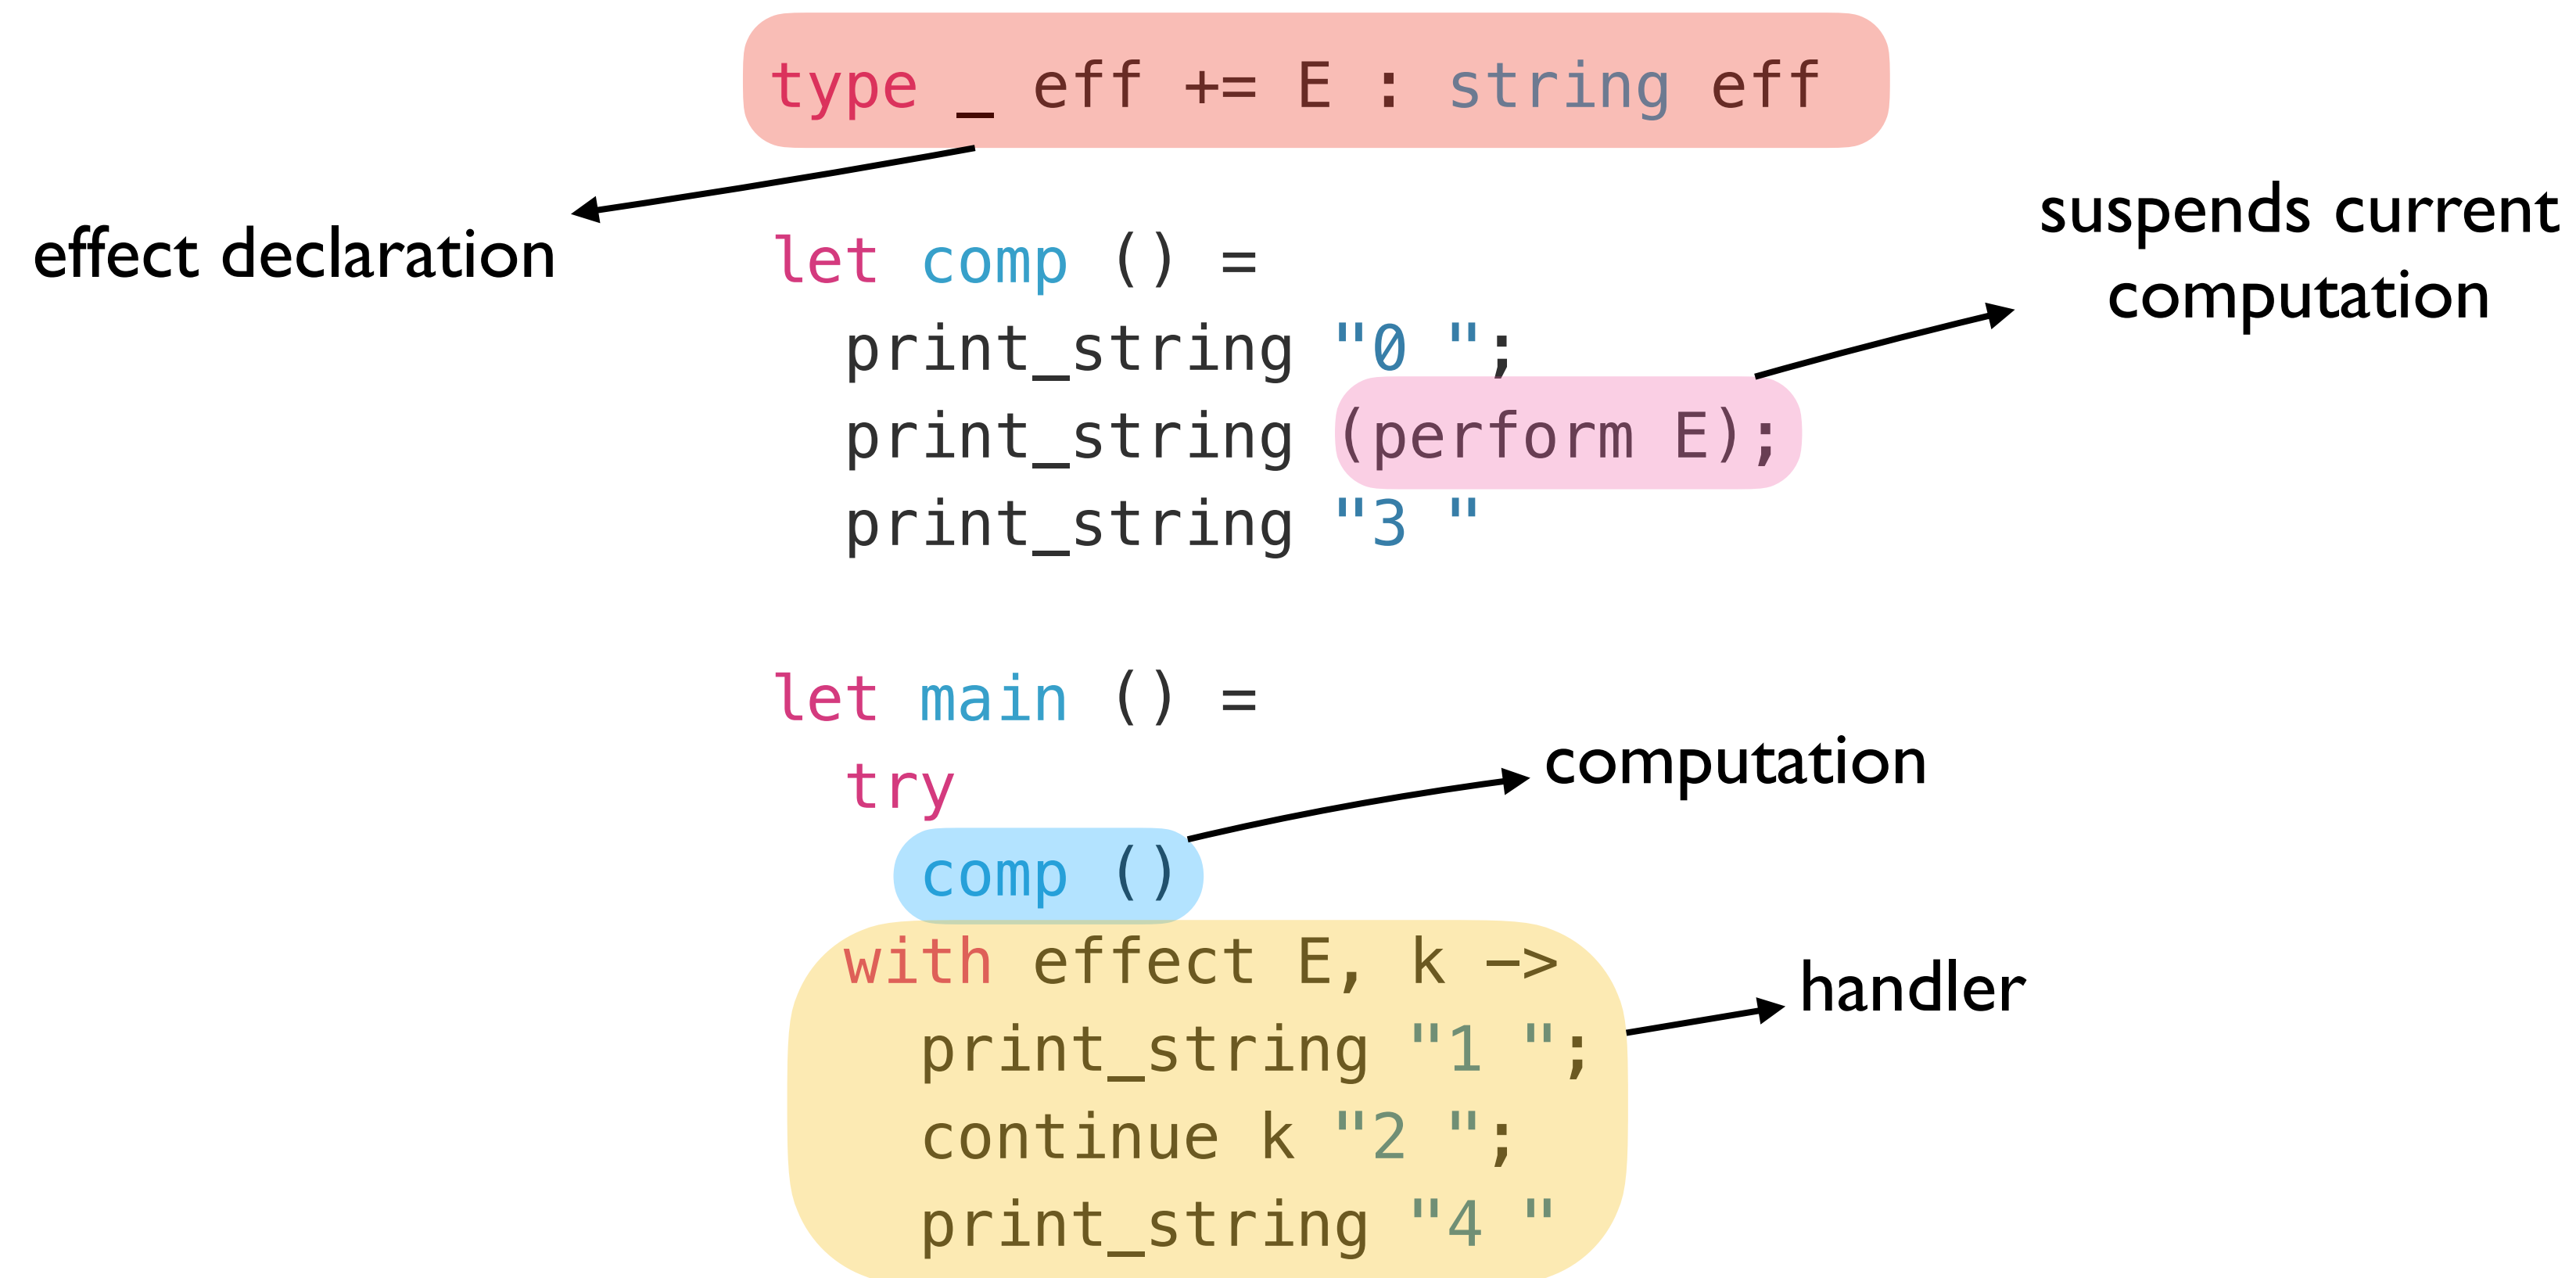 type _ eff += E : string eff
effect declaration
suspends current
computation
let comp () =
print_string "0 ";
print_string (perform E);
print_string "3 "
let main () =
try
computation
comp ()
with effect E, k ->
handler
print_string "1 ";
continue k "2 ";
print_string "4 "